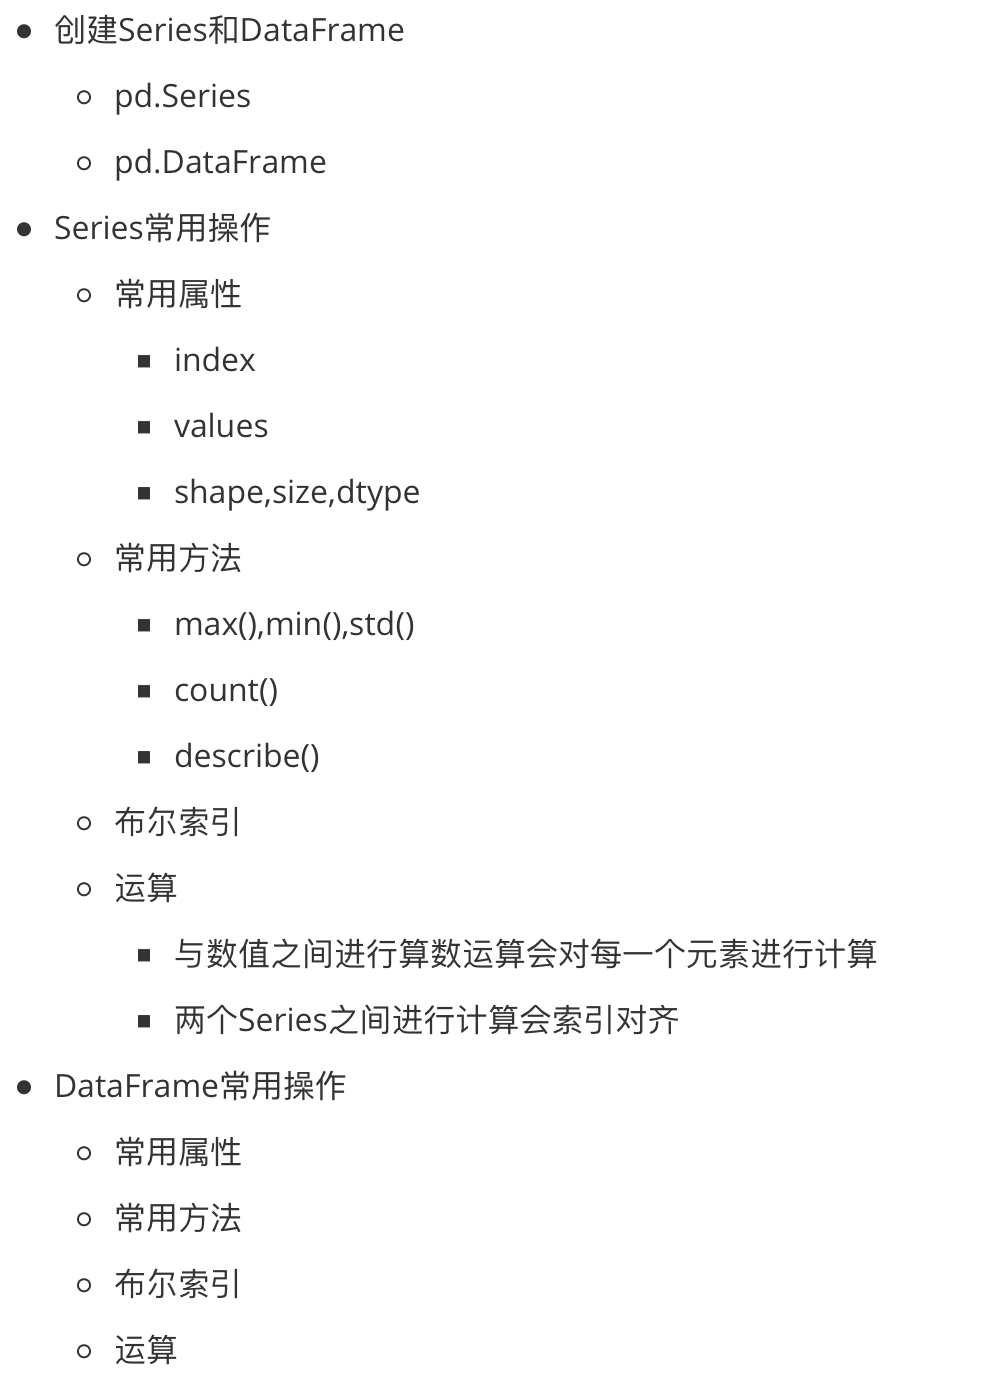 创建Series和DataFrame
pd.Series
pd.DataFrame
Series常用操作
常用属性
index
values
shape,size,dtype
常用方法
max(),min(),std()
count()
describe()
布尔索引
运算
与数值之间进行算数运算会对每一个元素进行计算
两个Series之间进行计算会索引对齐
DataFrame常用操作
常用属性
常用方法
布尔索引
运算